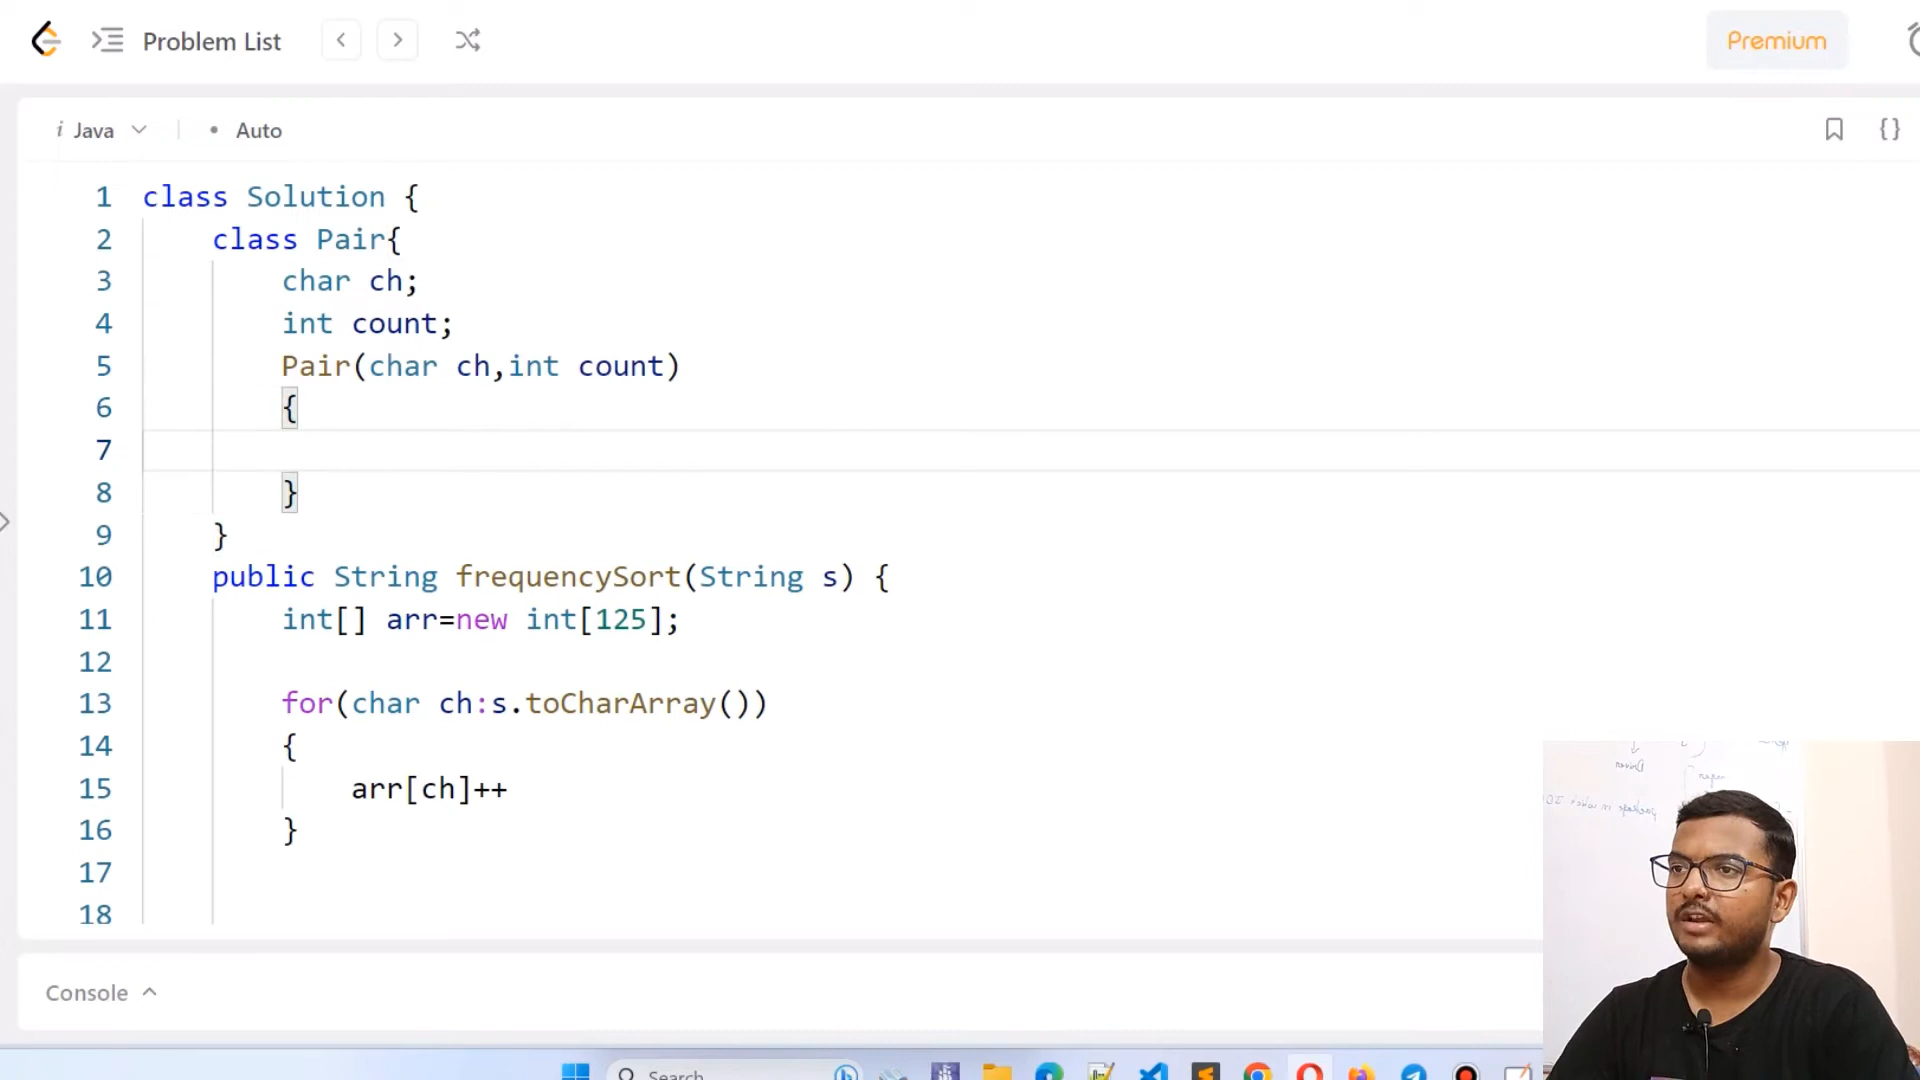 Problem List
Premium
i Java
• Auto
{}
1 class Solution {
2 class Pair{
3 char ch;
4 int count;
5 Pair(char ch,int count)
6 {
7
8 }
9 }
10 public String frequencySort(String s) {
11 int[] arr=new int[125];
12
13 for(char ch:s.toCharArray())
14 {
15 arr[ch]++
16 }
17
18
Console
Search